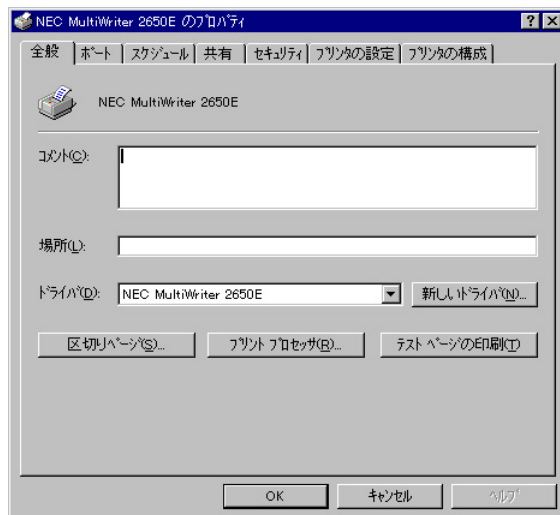 NEC MultiWriter 2650E のﾌﾟﾛﾊﾟﾃｨ
全般 ﾎﾟｰﾄ ｽｹｼﾞｭｰﾙ 共有 ｾｷｭﾘﾃｨ ﾌﾟﾘﾝﾀの設定 ﾌﾟﾘﾝﾀの構成
NEC MultiWriter 2650E
ｺﾒﾝﾄ(C):
場所(L):
ﾄﾞﾗｲﾊﾞ(D): NEC MultiWriter 2650E 新しいﾄﾞﾗｲﾊﾞ(N)...
区切りﾍﾟｰｼﾞ(S)... ﾌﾟﾘﾝﾄ ﾌﾟﾛｾｯｻ(R)... ﾃｽﾄ ﾍﾟｰｼﾞの印刷(T)
OK ｷｬﾝｾﾙ ﾍﾙﾌﾟ